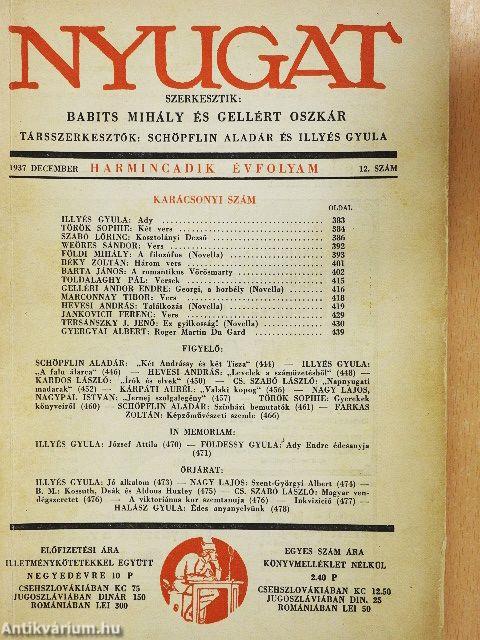 NYUGAT
SZERKESZTIK:
BABITS MIHÁLY ÉS GELLÉRT OSZKÁR
TÁRSSZERKESZTŐK: SCHÖPFLIN ALADÁR ÉS ILLYÉS GYULA
1937 DECEMBER HARMINCADIK ÉVFOLYAM 12. SZÁM
KARÁCSONYI SZÁM
OLDAL
ILLYÉS GYULA: Ady 383
TÖRÖK SOPHIE: Két vers 384
SZABÓ LŐRINC: Kosztolányi Dezső 386
WEÖRES SÁNDOR: Vers 392
FÖLDI MIHÁLY: A filozófus (Novella) 393
BÉKY ZOLTÁN: Három vers 401
BARTA JÁNOS: A romantikus Vörösmarty 402
TOLDALAGHY PÁL: Versek 415
GELLÉRI ANDOR ENDRE: Georgi, a borbély (Novella) 416
MARCONNAY TIBOR: Vers 418
HEVESI ANDRÁS: Találkozás (Novella) 419
JANKOVICH FERENC: Vers 429
TERSÁNSZKY J. JENŐ: Ez gyilkosság! (Novella) 430
GYERGYAI ALBERT: Roger Martin Du Gard 439
FIGYELŐ:
SCHÖPFLIN ALADÁR: „Két Andrássy és két Tisza" (444) — ILLYÉS GYULA:
„A falu álarca" (446) — HEVESI ANDRÁS: „Levelek a száműzetésből" (448) —
KARDOS LÁSZLÓ: „Írók és elvek" (450) — CS. SZABÓ LÁSZLÓ: „Napnyugati
madarak" (452) — KÁRPÁTI AURÉL: „Valaki kopog" (456) — NAGY LAJOS,
NAGYPÁL ISTVÁN: „Jernej szolgalegény" (457) — TÖRÖK SOPHIE: Gyerekek
könyveiről (460) — SCHÖPFLIN ALADÁR: Színházi bemutatók (461) — FARKAS
ZOLTÁN: Képzőművészeti szemle (466)
IN MEMORIAM:
ILLYÉS GYULA: József Attila (470) — FÖLDESSY GYULA: Ady Endre édesanyja
(471)
ŐRJÁRAT:
ILLYÉS GYULA: Jó alkalom (473) — NAGY LAJOS: Szent-Györgyi Albert (474) —
B. M.: Kossuth, Deák és Aldous Huxley (475) — CS. SZABÓ LÁSZLÓ: Magyar ven-
dégszeretet (476) — A viktoriánus kor szemtanuja (476) — Inkvizíció (477) —
HALÁSZ GYULA: Édes anyanyelvünk (478)
ELŐFIZETÉSI ÁRA
ILLETMÉNYKÖTETEKKEL EGYÜTT
NEGYEDÉVRE 10 P
CSEHSZLOVÁKIÁBAN KC 75
JUGOSZLÁVIÁBAN DINÁR 150
ROMÁNIÁBAN LEI 300
EGYES SZÁM ÁRA
KÖNYVMELLÉKLET NÉLKÜL
2.40 P
CSEHSZLOVÁKIÁBAN KC 12.50
JUGOSZLÁVIÁBAN DIN. 25
ROMÁNIÁBAN LEI 50
Antikvárium.hu